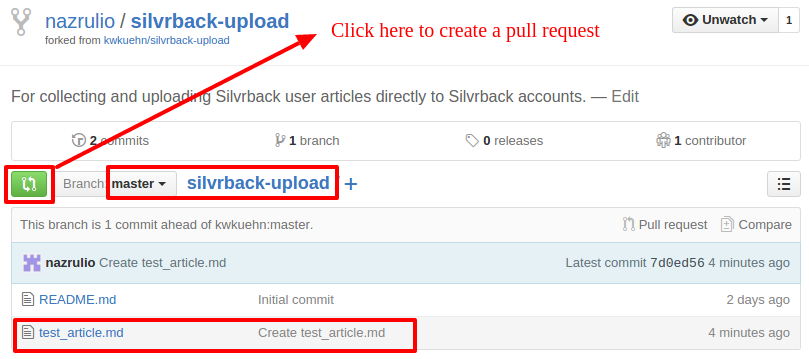 nazrulio / silvrback-upload
forked from kwkuehn/silvrback-upload
Click here to create a pull request
Unwatch 1
For collecting and uploading Silvrback user articles directly to Silvrback accounts. — Edit
2 commits 1 branch 0 releases 1 contributor
Branch: master silvrback-upload +
This branch is 1 commit ahead of kwkuehn:master. Pull request Compare
nazrulio Create test_article.md Latest commit 7d0ed56 4 minutes ago
README.md Initial commit 2 days ago
test_article.md Create test_article.md 4 minutes ago